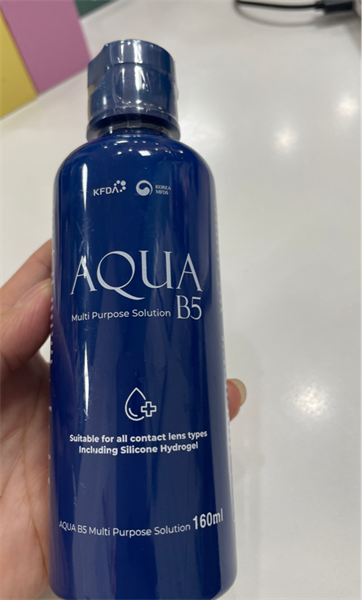 KFDA
KOREA
MFDA
AQUA
B5
Multi Purpose Solution
Suitable for all contact lens types
Including Silicone Hydrogel
AQUA B5 Multi Purpose Solution 160ml